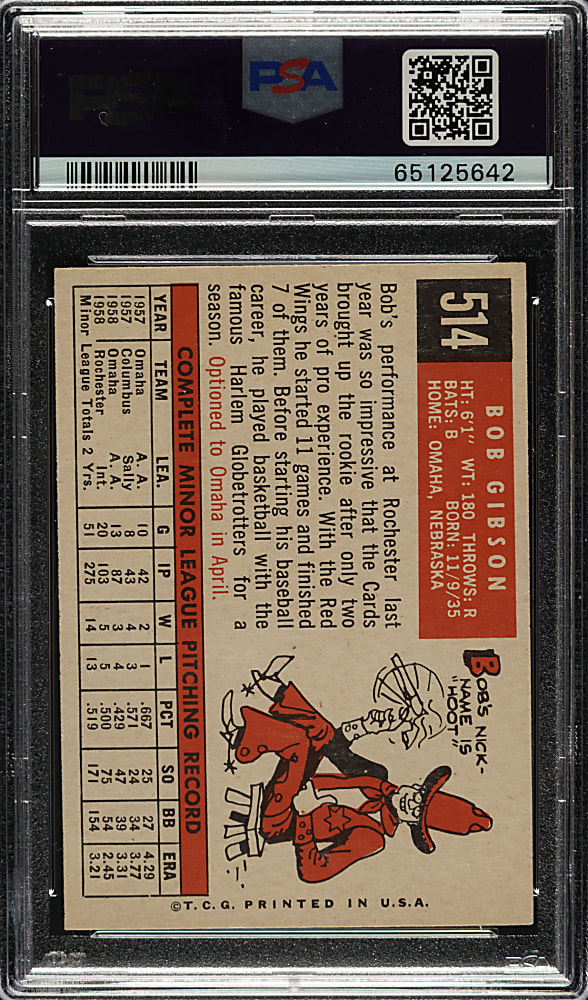 PSA
65125642
514
BOB GIBSON
HT: 6'1" WT: 180 THROWS: R
BATS: B BORN: 11/9/35
HOME: OMAHA, NEBRASKA
Bob's performance at Rochester last
year was so impressive that the Cards
brought up the rookie after only two
years of pro experience. With the Red
Wings he started 11 games and finished
7 of them. Before starting his baseball
career, he played basketball with the
famous Harlem Globetrotters for a
season. Optioned to Omaha in April.
BOB'S NICK-
NAME IS
"HOOT"
COMPLETE MINOR LEAGUE PITCHING RECORD
YEAR TEAM LEA. G IP W L PCT SO BB ERA
1957 Omaha A. A. 10 42 2 1 .667 25 27 4.29
1957 Columbus Sally 8 43 4 3 .571 24 34 3.77
1958 Omaha A. A. 13 87 3 4 .429 47 39 3.31
1958 Rochester Int. 20 103 5 5 .500 75 54 2.45
Minor League Totals 2 Yrs. 51 275 14 13 .519 171 154 3.21
©T.C.G. PRINTED IN U.S.A.
PSA